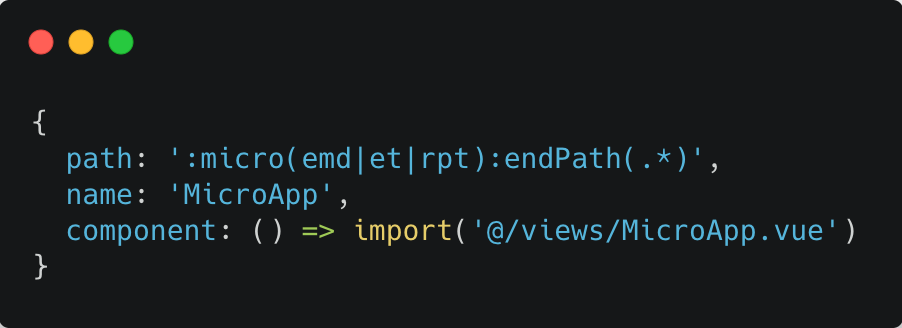 {
  path: ':micro(emd|et|rpt):endPath(.*)',
  name: 'MicroApp',
  component: () => import('@/views/MicroApp.vue')
}